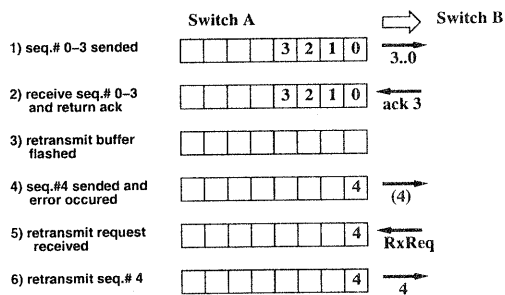 Switch A
Switch B
1) seq.# 0–3 sended
3 2 1 0
3..0
2) receive seq.# 0–3
and return ack
3 2 1 0
ack 3
3) retransmit buffer
flashed
4) seq.#4 sended and
error occured
4
(4)
5) retransmit request
received
4
RxReq
6) retransmit seq.# 4
4
4